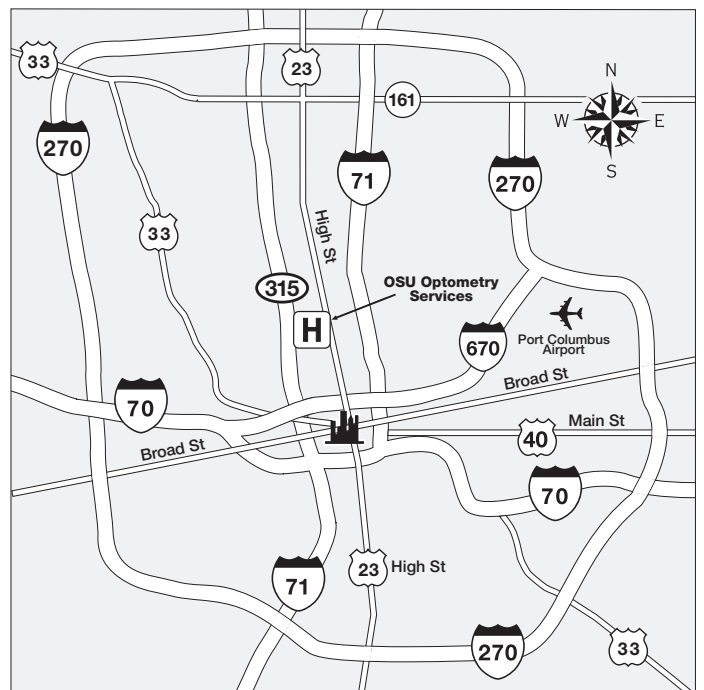 33
23
161
N
W E
S
270
71
270
33
High St
315
OSU Optometry
Services
H
670
Port Columbus
Airport
70
Broad St
Main St
40
Broad St
70
23
High St
71
270
33